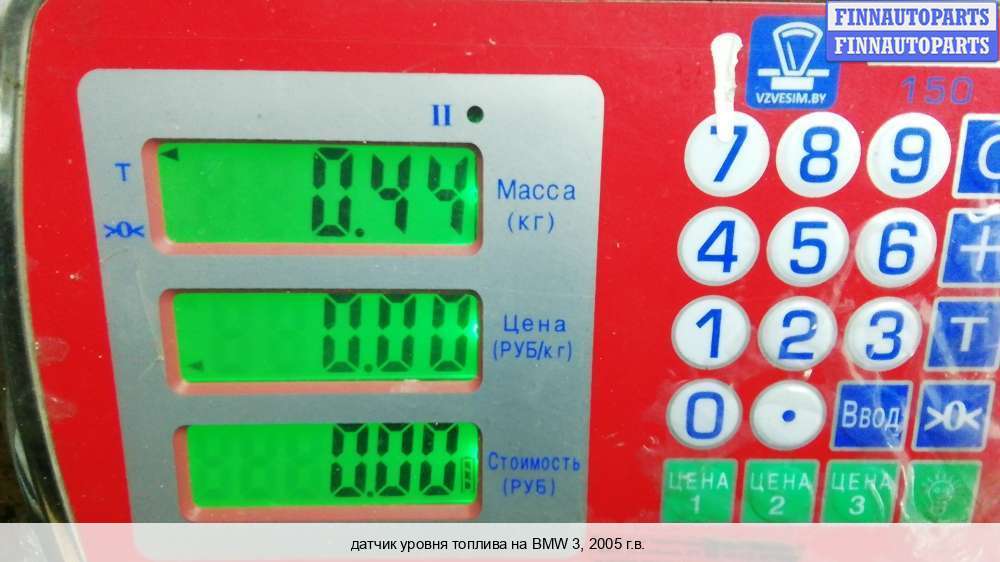 FINNAUTOPARTS
FINNAUTOPARTS
VZVESIM.BY
150
II
T
0.44
Масса
(кг)
>0<
0.00
Цена
(РУБ/кг)
0.00
Стоимость
(РУБ)
7 8 9 C
4 5 6 +
1 2 3 T
0 . Ввод >0<
ЦЕНА 1
ЦЕНА 2
ЦЕНА 3
датчик уровня топлива на BMW 3, 2005 г.в.